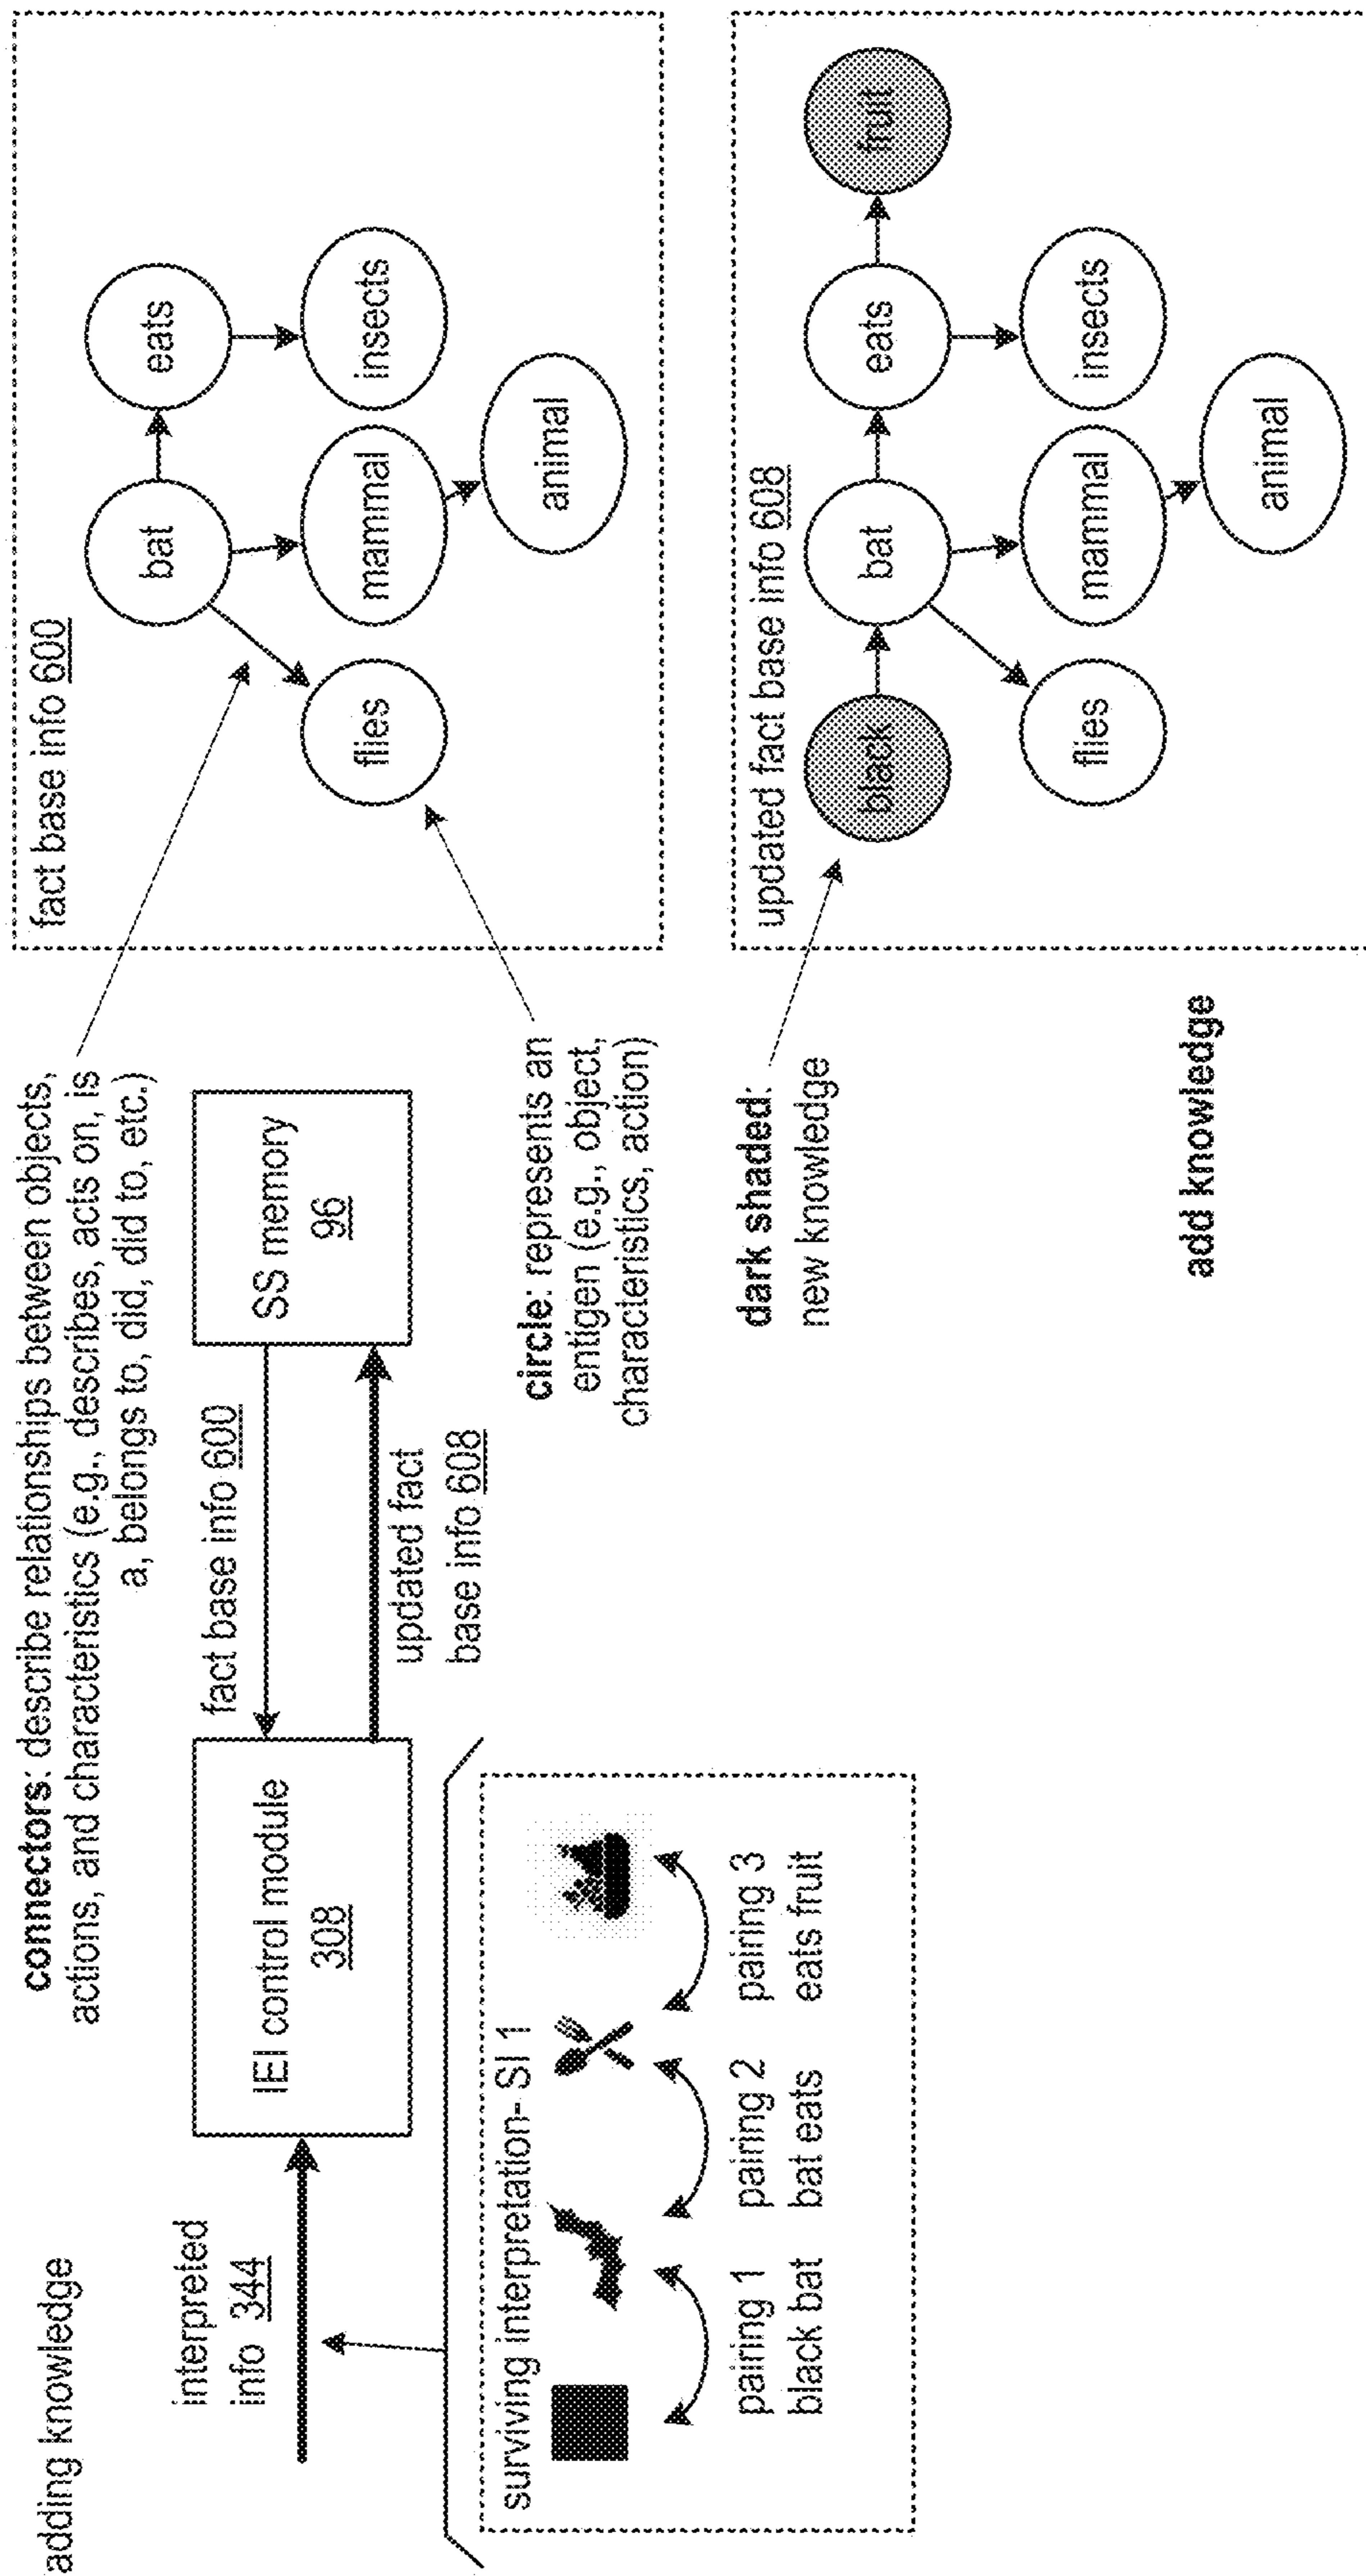 adding knowledge
connectors: describe relationships between objects,
actions, and characteristics (e.g., describes, acts on, is
a, belongs to, did, did to, etc.)
interpreted
info 344
IEI control module
308
fact base info 600
updated fact
base info 608
SS memory
96
surviving interpretation- SI 1
pairing 1
black bat
pairing 2
bat eats
pairing 3
eats fruit
circle: represents an
entigen (e.g., object,
characteristics, action)
fact base info 600
bat
eats
flies
mammal
insects
animal
dark shaded:
new knowledge
updated fact base info 608
black
bat
eats
fruit
flies
mammal
insects
animal
add knowledge